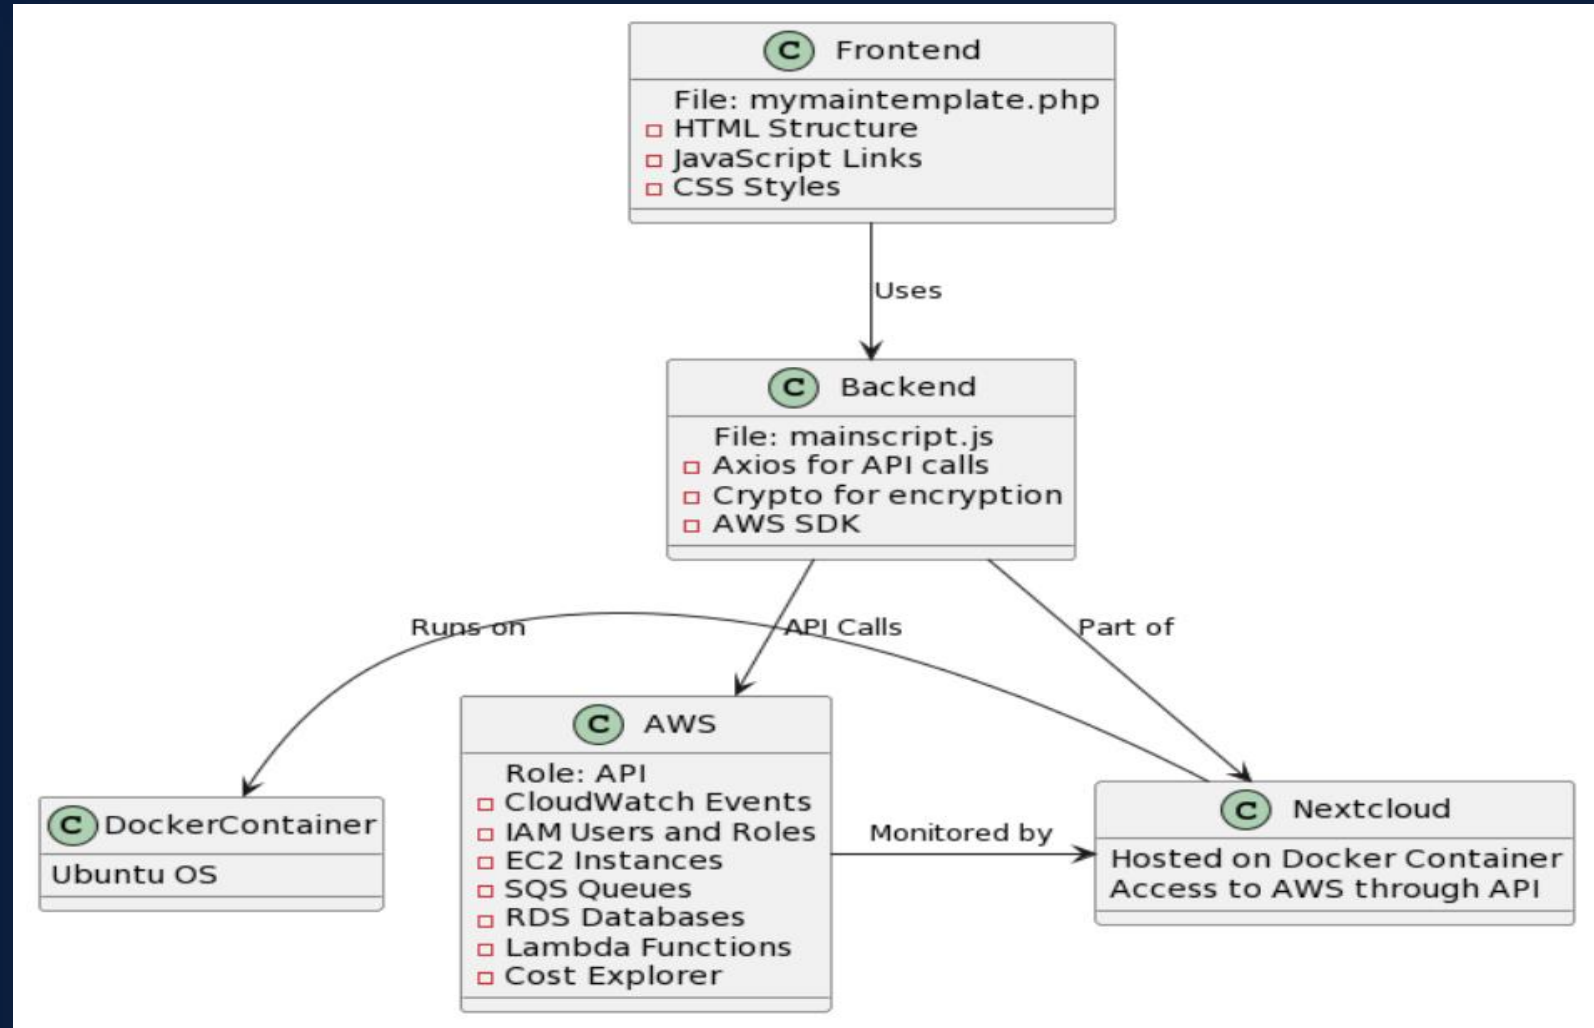 C Frontend
File: mymaintemplate.php
HTML Structure
JavaScript Links
CSS Styles
Uses
C Backend
File: mainscript.js
Axios for API calls
Crypto for encryption
AWS SDK
Runs on
API Calls
Part of
C AWS
Role: API
CloudWatch Events
IAM Users and Roles
EC2 Instances
SQS Queues
RDS Databases
Lambda Functions
Cost Explorer
C DockerContainer
Ubuntu OS
Monitored by
C Nextcloud
Hosted on Docker Container
Access to AWS through API